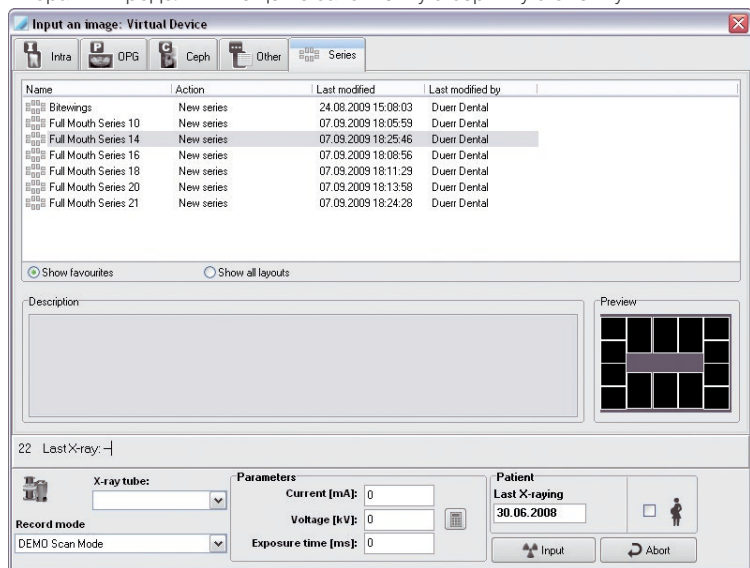 Input an image: Virtual Device
Intra OPG Ceph Other Series
Name Action Last modified Last modified by
Bitewings New series 24.08.2009 15:08:03 Duerr Dental
Full Mouth Series 10 New series 07.09.2009 18:05:59 Duerr Dental
Full Mouth Series 14 New series 07.09.2009 18:25:46 Duerr Dental
Full Mouth Series 16 New series 07.09.2009 18:08:56 Duerr Dental
Full Mouth Series 18 New series 07.09.2009 18:11:29 Duerr Dental
Full Mouth Series 20 New series 07.09.2009 18:13:58 Duerr Dental
Full Mouth Series 21 New series 07.09.2009 18:24:28 Duerr Dental
Show favourites Show all layouts
Description Preview
22 Last X-ray: -
X-ray tube:
Record mode
DEMO Scan Mode
Parameters
Current [mA]: 0
Voltage [kV]: 0
Exposure time [ms]: 0
Patient
Last X-raying
30.06.2008
Input Abort